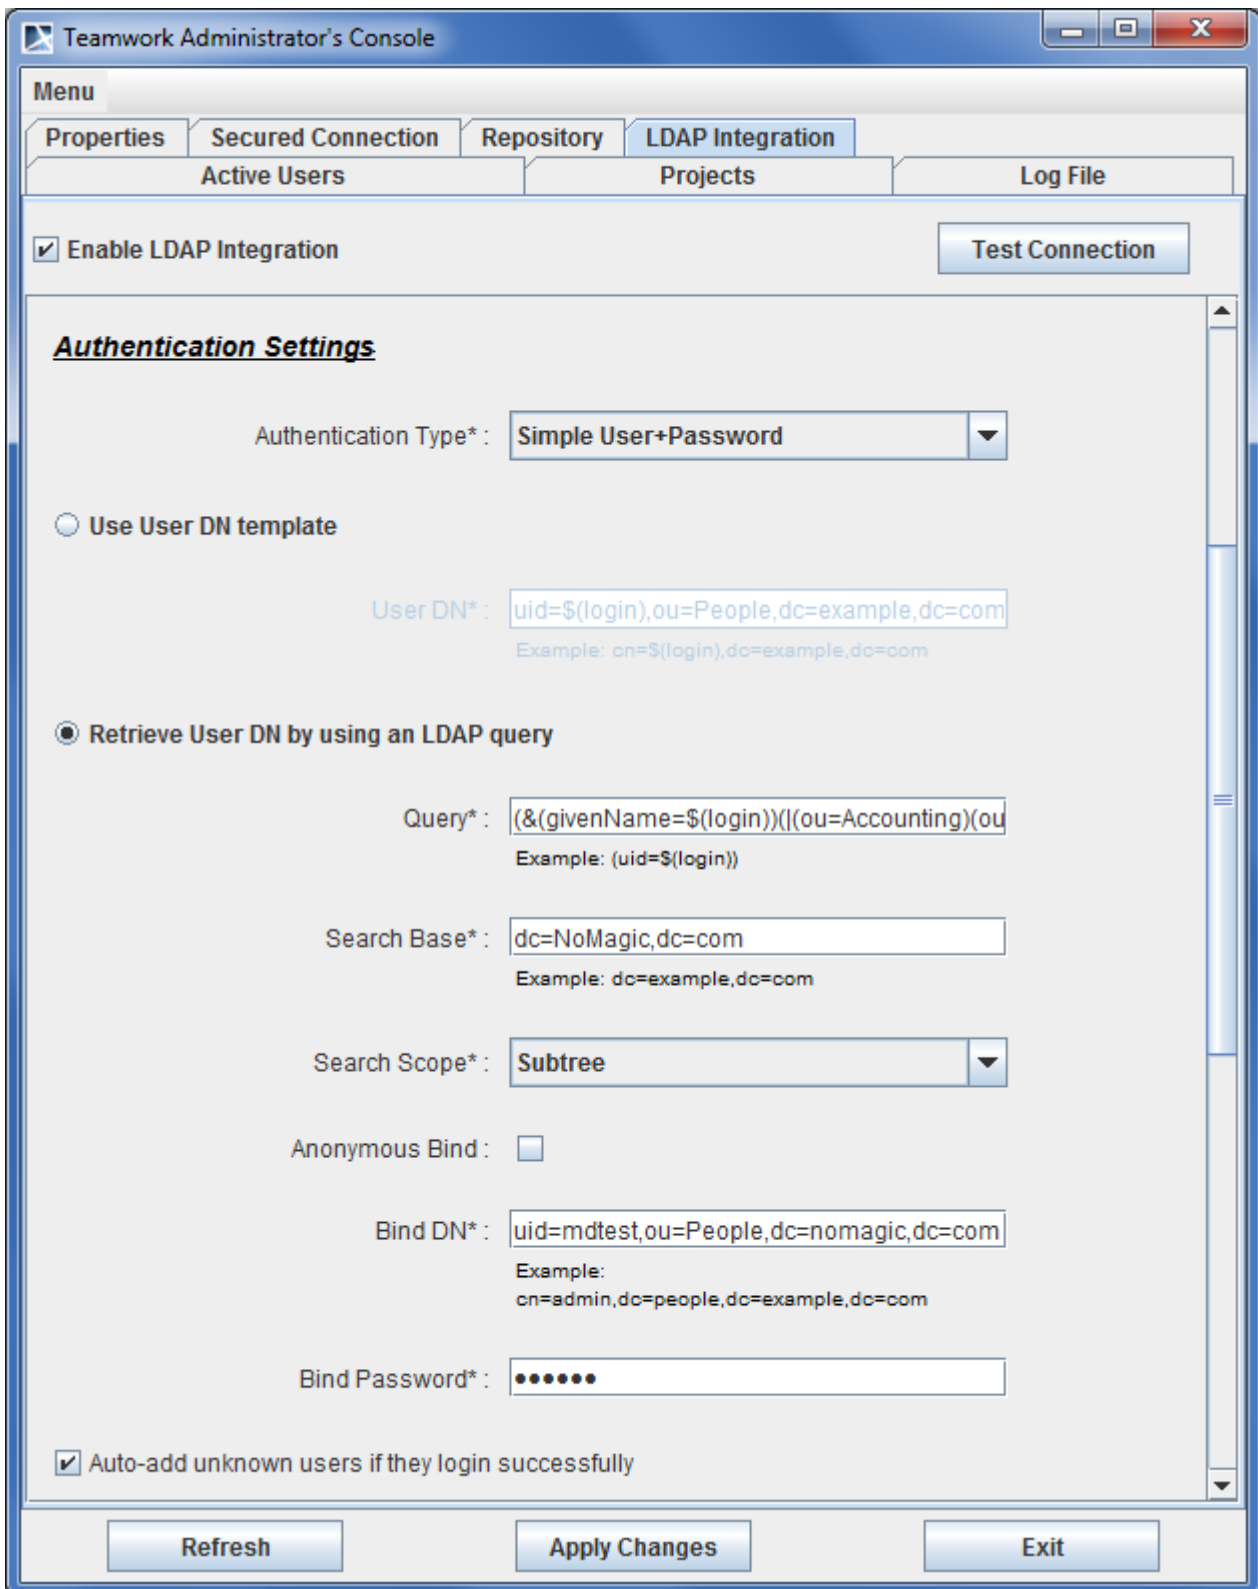 Teamwork Administrator's Console
Menu
Properties Secured Connection Repository LDAP Integration
Active Users Projects Log File
Enable LDAP Integration Test Connection
Authentication Settings
Authentication Type* : Simple User+Password
Use User DN template
User DN* : uid=$(login),ou=People,dc=example,dc=com
Example: cn=$(login),dc=example,dc=com
Retrieve User DN by using an LDAP query
Query* : (&(givenName=$(login))(|(ou=Accounting)(ou
Example: (uid=$(login))
Search Base* : dc=NoMagic,dc=com
Example: dc=example,dc=com
Search Scope* : Subtree
Anonymous Bind :
Bind DN* : uid=mdtest,ou=People,dc=nomagic,dc=com
Example:
cn=admin,dc=people,dc=example,dc=com
Bind Password* : ●●●●●●
Auto-add unknown users if they login successfully
Refresh Apply Changes Exit